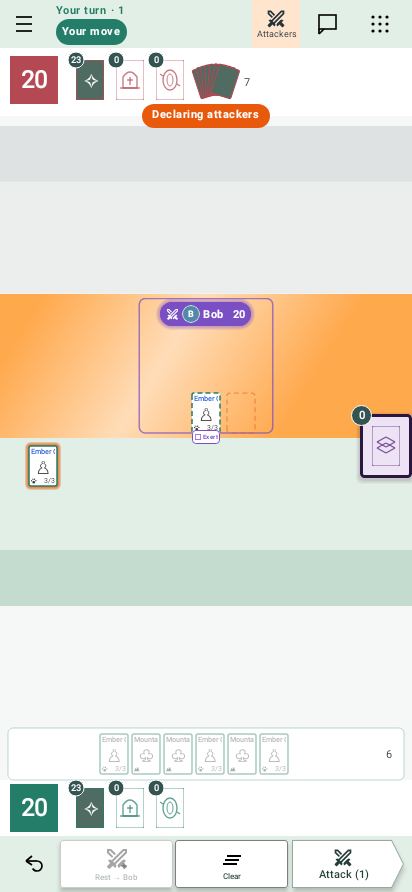 Your turn · 1
Your move
Attackers
20
23
0
0
7
Declaring attackers
B Bob 20
Ember (
3/3
Exert
0
Ember (
3/3
Ember (
3/3
Mounta
Mounta
Ember (
3/3
Mounta
Ember (
3/3
6
20
23
0
0
Rest → Bob
Clear
Attack (1)